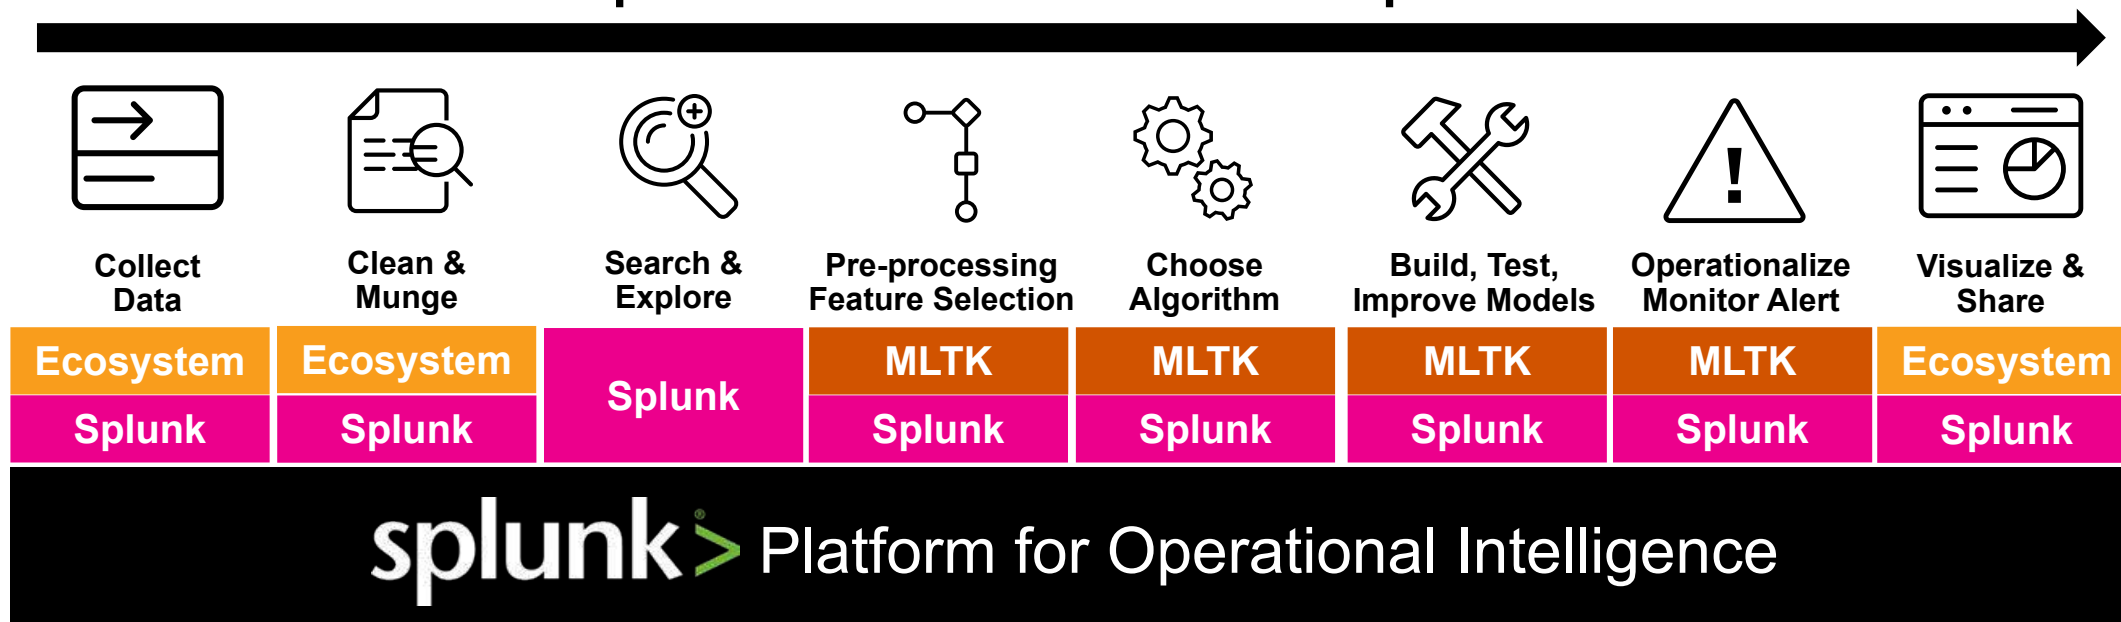 Collect
Data
Clean &
Munge
Search &
Explore
Pre-processing
Feature Selection
Choose
Algorithm
Build, Test,
Improve Models
Operationalize
Monitor Alert
Visualize &
Share
Ecosystem
Splunk
Ecosystem
Splunk
Splunk
MLTK
Splunk
MLTK
Splunk
MLTK
Splunk
MLTK
Splunk
Ecosystem
Splunk
splunk>® Platform for Operational Intelligence